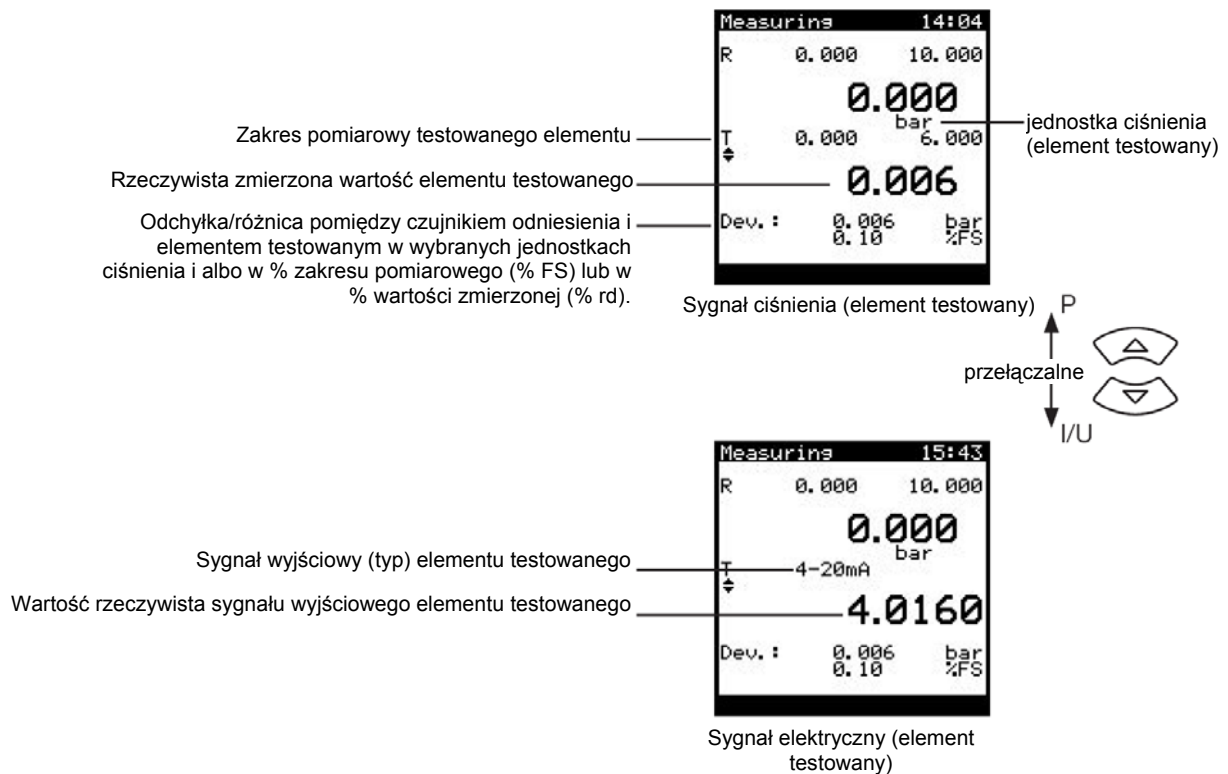 Measuring 14:04
R 0.000 10.000
0.000
bar
jednostka ciśnienia
(element testowany)
Zakres pomiarowy testowanego elementu
T 0.000 6.000
Rzeczywista zmierzona wartość elementu testowanego
0.006
Odchyłka/różnica pomiędzy czujnikiem odniesienia i
elementem testowanym w wybranych jednostkach
ciśnienia i albo w % zakresu pomiarowego (% FS) lub w
% wartości zmierzonej (% rd).
Dev.: 0.006 bar
0.10 %FS
Sygnał ciśnienia (element testowany)
P
przełączalne
I/U
Measuring 15:43
R 0.000 10.000
0.000
bar
Sygnał wyjściowy (typ) elementu testowanego
T 4-20mA
Wartość rzeczywista sygnału wyjściowego elementu testowanego
4.0160
Dev.: 0.006 bar
0.10 %FS
Sygnał elektryczny (element
testowany)